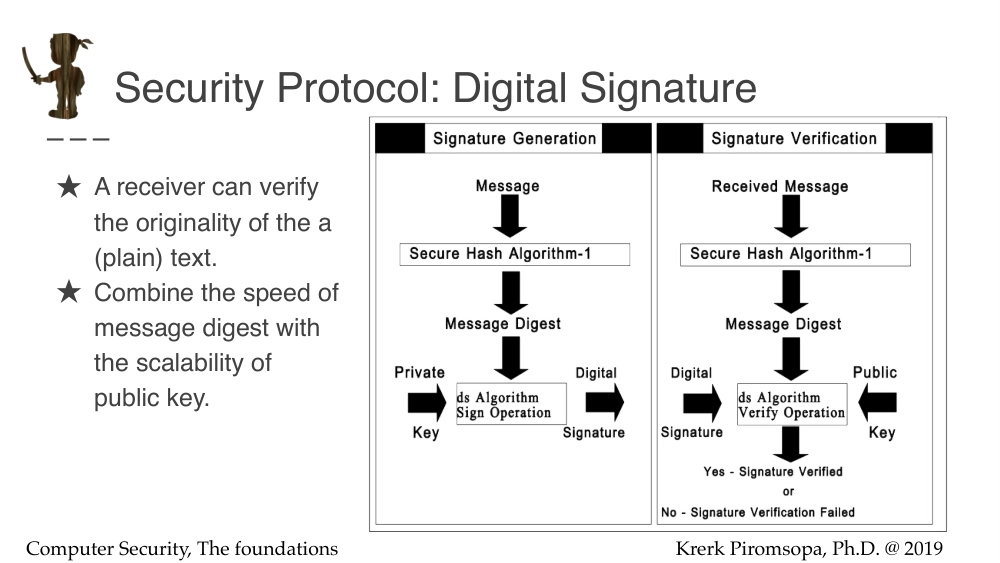 Security Protocol: Digital Signature
★ A receiver can verify
the originality of the a
(plain) text.
★ Combine the speed of
message digest with
the scalability of
public key.
Signature Generation
Message
Secure Hash Algorithm-1
Message Digest
Private
Key
ds Algorithm
Sign Operation
Digital
Signature
Signature Verification
Received Message
Secure Hash Algorithm-1
Message Digest
Digital
Signature
ds Algorithm
Verify Operation
Public
Key
Yes - Signature Verified
or
No - Signature Verification Failed
Computer Security, The foundations
Krerk Piromsopa, Ph.D. @ 2019